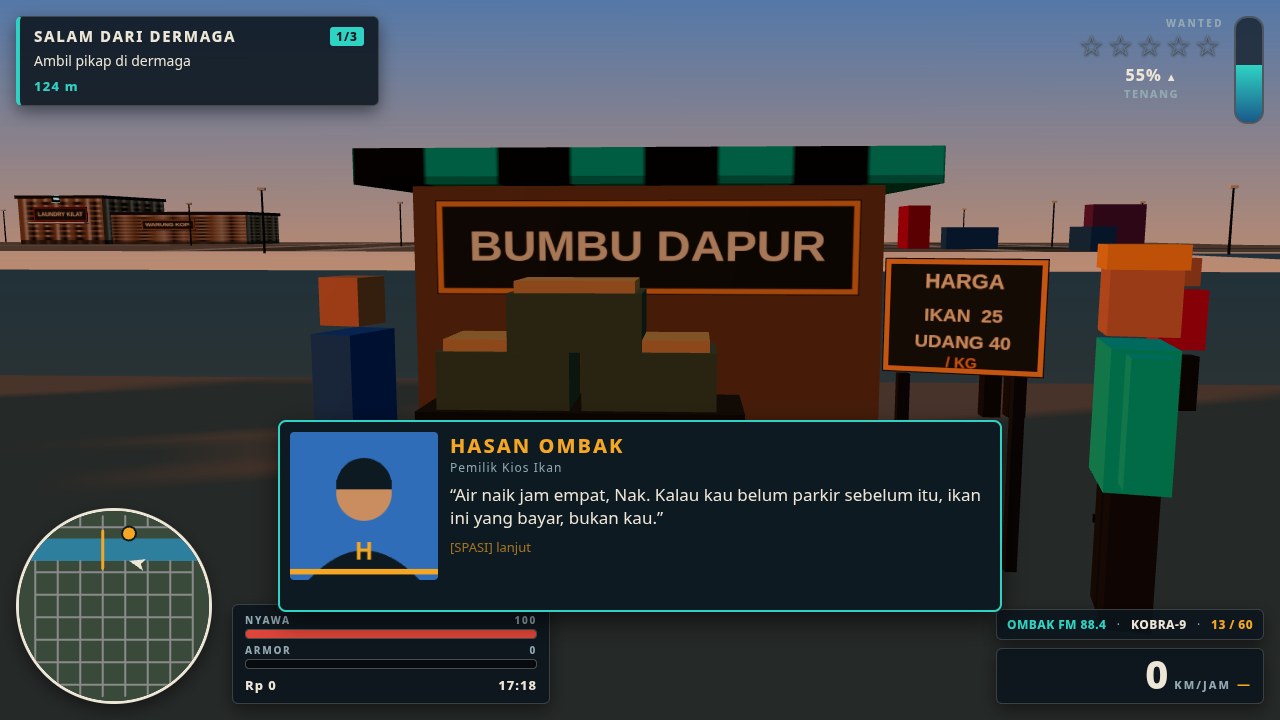 SALAM DARI DERMAGA
1/3
Ambil pikap di dermaga
124 m
WANTED
55% ▲
TENANG
LAUNDRY KILAT
WARUNG KOPI
BUMBU DAPUR
HARGA
IKAN 25
UDANG 40
/ KG
HASAN OMBAK
Pemilik Kios Ikan
“Air naik jam empat, Nak. Kalau kau belum parkir sebelum itu, ikan
ini yang bayar, bukan kau.”
[SPASI] lanjut
H
NYAWA 100
ARMOR 0
Rp 0 17:18
OMBAK FM 88.4 · KOBRA-9 · 13 / 60
0 KM/JAM —